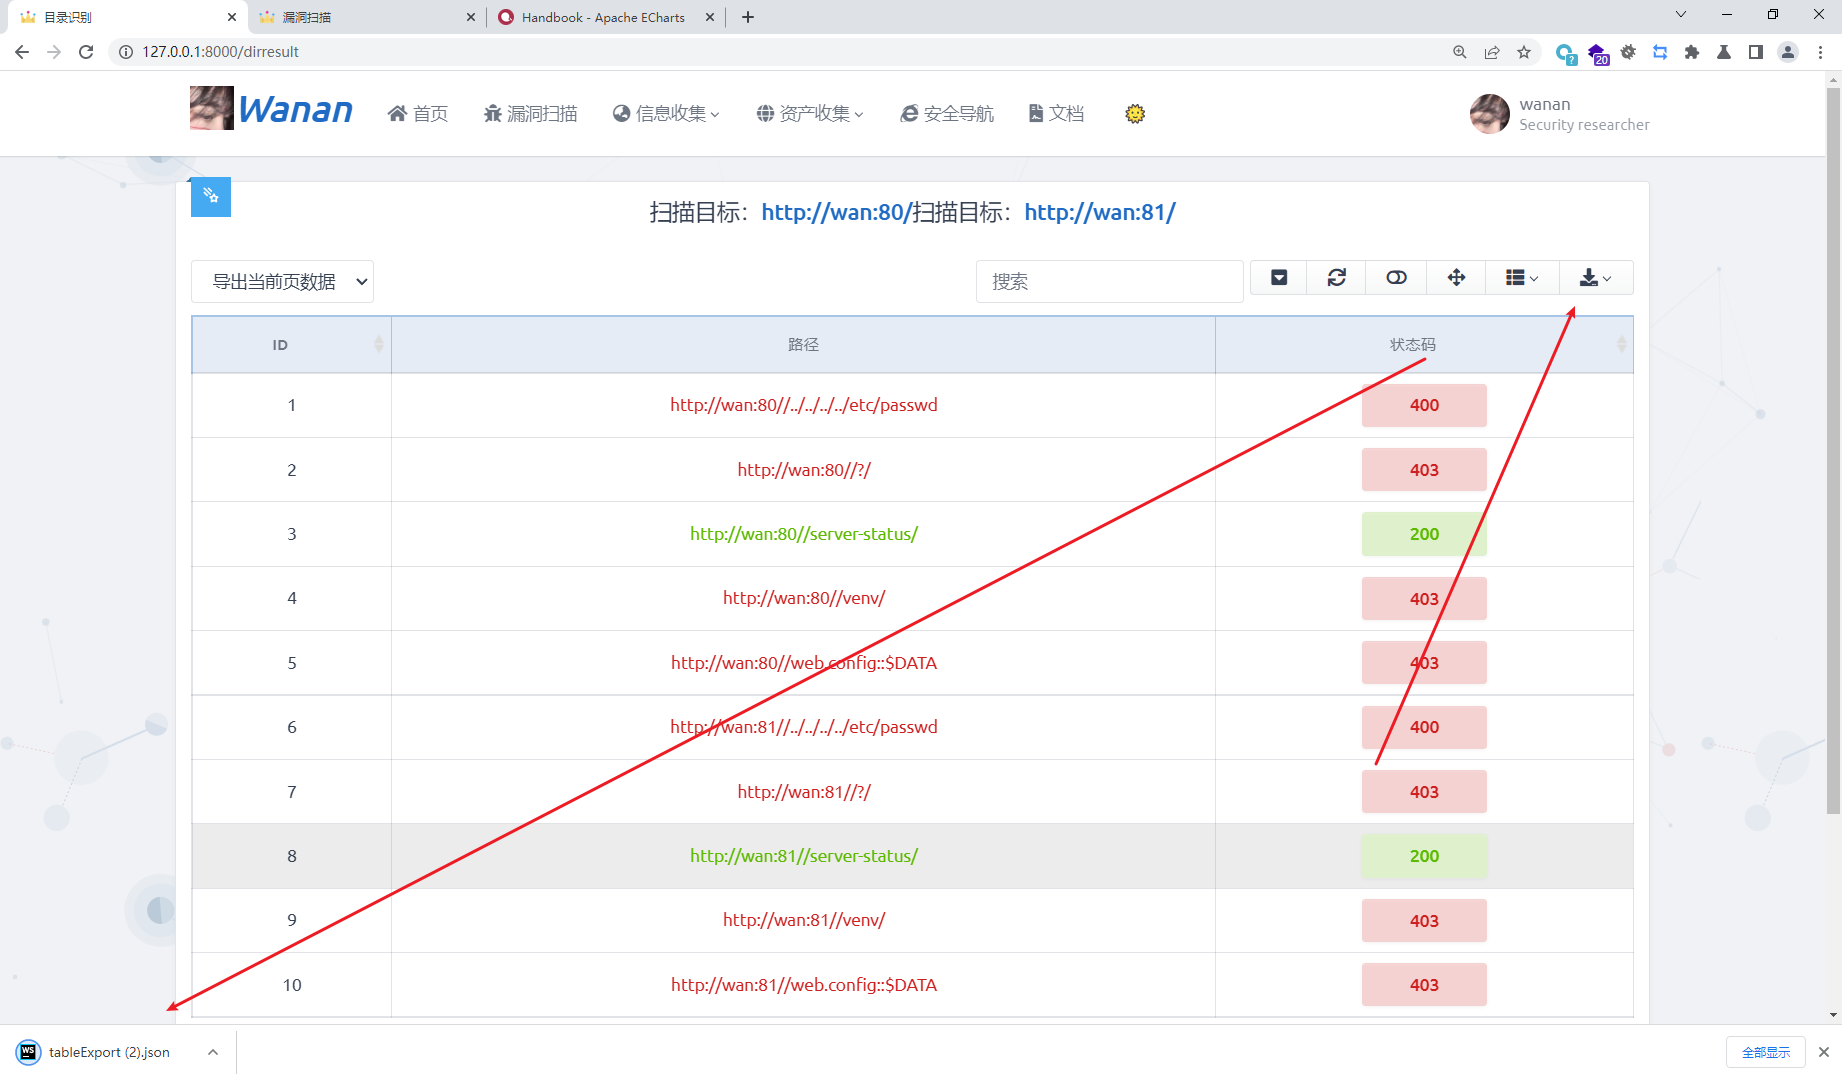 目录识别
漏洞扫描
Handbook - Apache ECharts
127.0.0.1:8000/dirresult
?
20
Wanan
首页
漏洞扫描
信息收集
资产收集
安全导航
文档
wanan
Security researcher
扫描目标：http://wan:80/扫描目标：http://wan:81/
导出当前页数据
搜索
ID 路径 状态码
1 http://wan:80//../../../../etc/passwd 400
2 http://wan:80//?/ 403
3 http://wan:80//server-status/ 200
4 http://wan:80//venv/ 403
5 http://wan:80//web.config::$DATA 403
6 http://wan:81//../../../../etc/passwd 400
7 http://wan:81//?/ 403
8 http://wan:81//server-status/ 200
9 http://wan:81//venv/ 403
10 http://wan:81//web.config::$DATA 403
WS
tableExport (2).json
全部显示